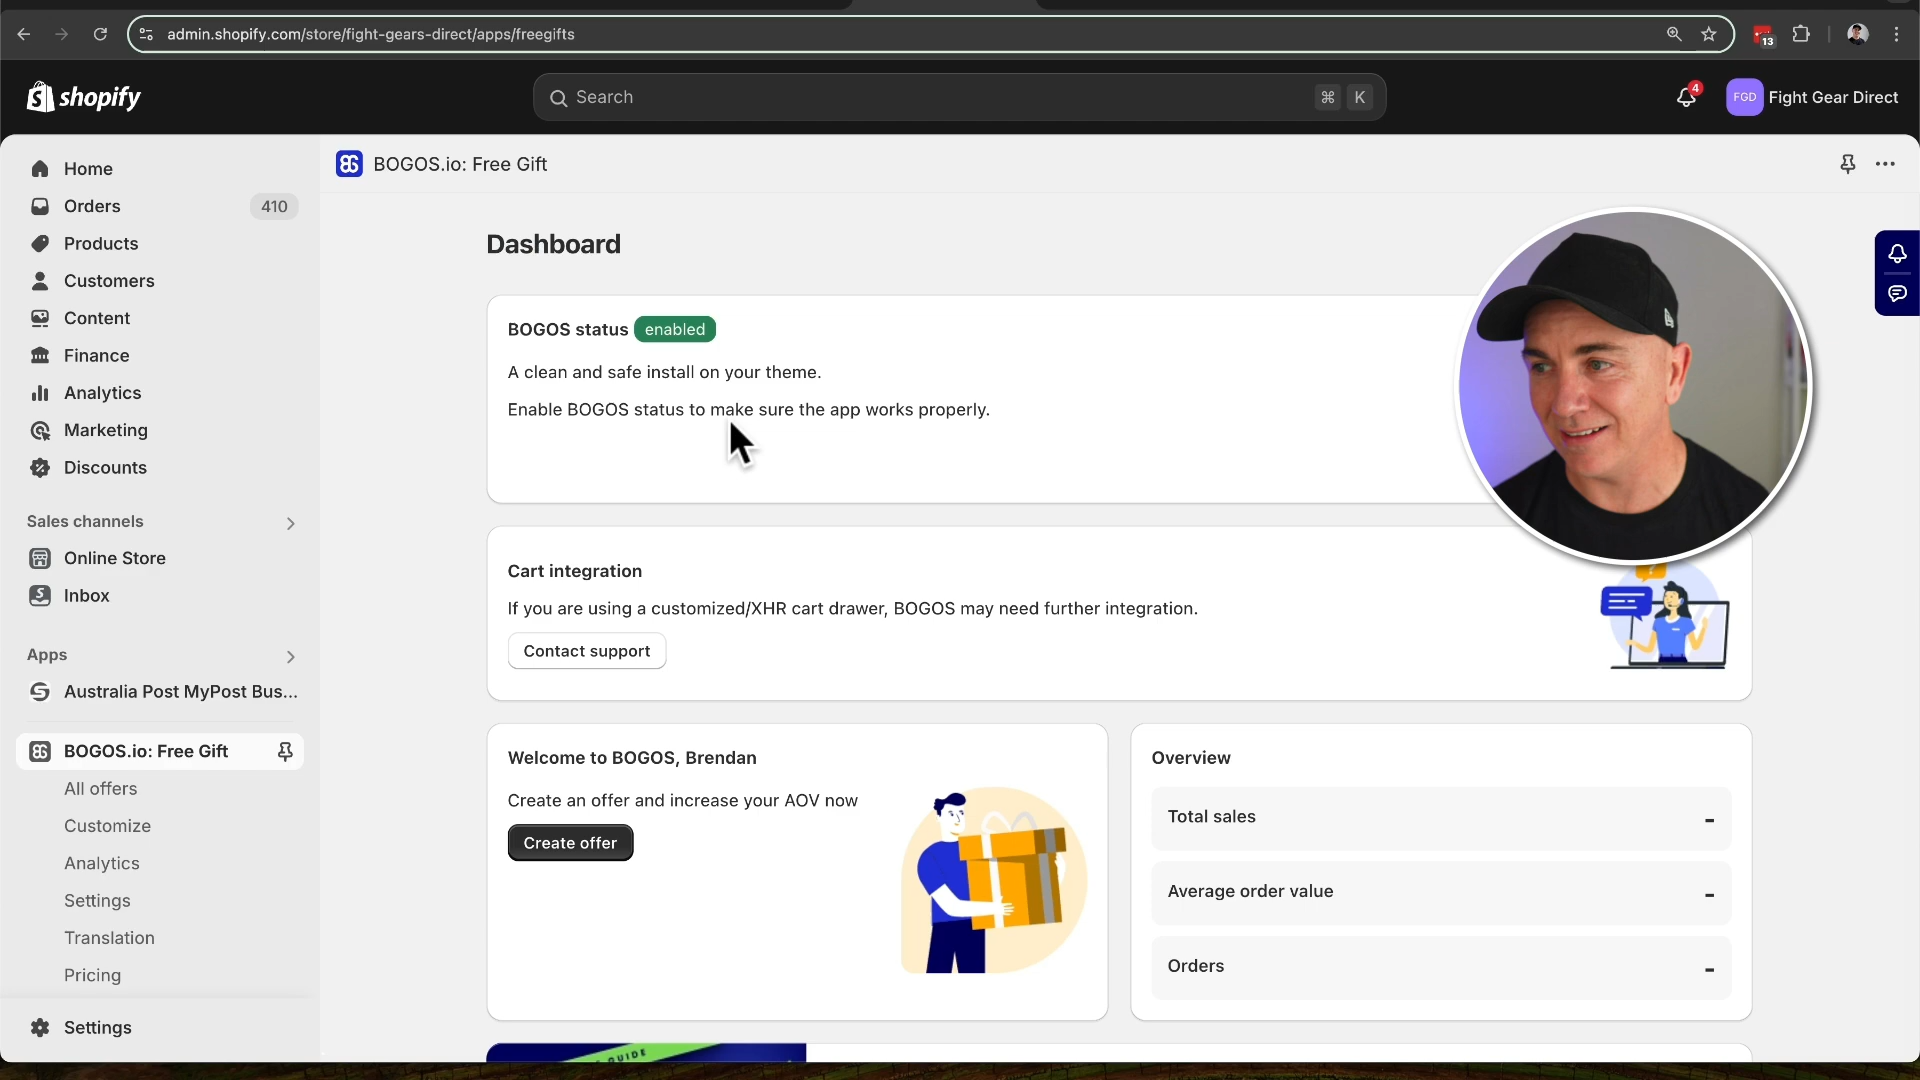 admin.shopify.com/store/fight-gears-direct/apps/freegifts
13
shopify
Search
⌘ K
4
FGD
Fight Gear Direct
Home
Orders
410
Products
Customers
Content
Finance
Analytics
Marketing
Discounts
Sales channels
Online Store
Inbox
Apps
Australia Post MyPost Bus...
BOGOS.io: Free Gift
All offers
Customize
Analytics
Settings
Translation
Pricing
Settings
BOGOS.io: Free Gift
Dashboard
BOGOS status enabled
A clean and safe install on your theme.
Enable BOGOS status to make sure the app works properly.
Cart integration
If you are using a customized/XHR cart drawer, BOGOS may need further integration.
Contact support
?
Welcome to BOGOS, Brendan
Create an offer and increase your AOV now
Create offer
Overview
Total sales
-
Average order value
-
Orders
-
GUIDE